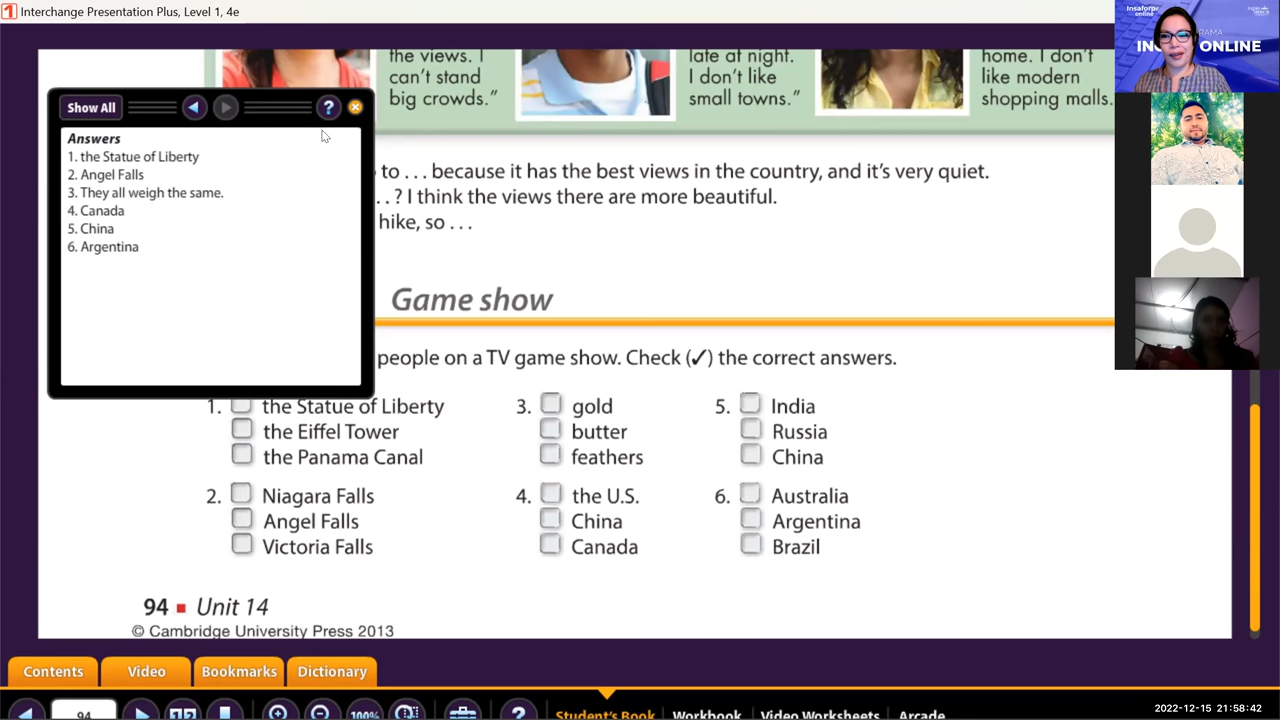 Interchange Presentation Plus, Level 1, 4e
Insaforp
online
INGLÉS ONLINE
the views. I
can't stand
big crowds."
late at night.
I don't like
small towns."
home. I don't
like modern
shopping malls.
Show All
?
Answers
1. the Statue of Liberty
2. Angel Falls
3. They all weigh the same.
4. Canada
5. China
6. Argentina
to . . . because it has the best views in the country, and it's very quiet.
. . ? I think the views there are more beautiful.
hike, so . . .
Game show
people on a TV game show. Check (✓) the correct answers.
1. the Statue of Liberty
the Eiffel Tower
the Panama Canal
2. Niagara Falls
Angel Falls
Victoria Falls
3. gold
butter
feathers
4. the U.S.
China
Canada
5. India
Russia
China
6. Australia
Argentina
Brazil
94 ■ Unit 14
© Cambridge University Press 2013
Contents
Video
Bookmarks
Dictionary
94
100%
?
Student's Book
Workbook
Video Worksheets
Arcade
2022-12-15 21:58:42